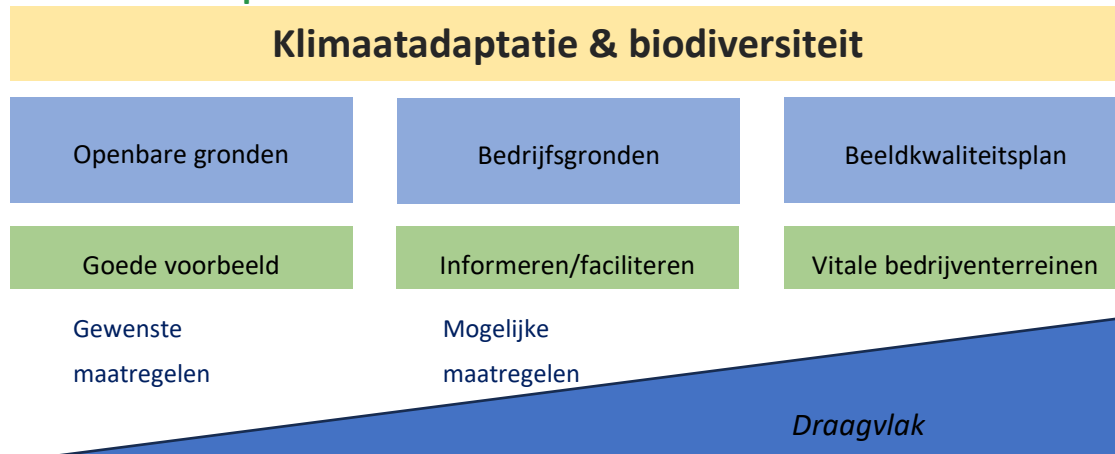 Klimaatadaptatie & biodiversiteit
Openbare gronden
Bedrijfsgronden
Beeldkwaliteitsplan
Goede voorbeeld
Informeren/faciliteren
Vitale bedrijventerreinen
Gewenste
maatregelen
Mogelijke
maatregelen
Draagvlak